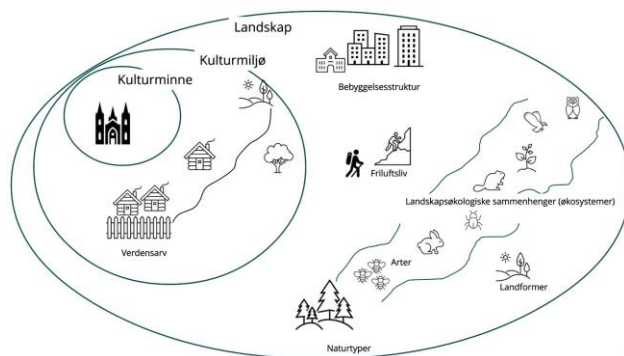 Landskap
Kulturmiljø
Kulturminne
Bebyggelsesstruktur
Friluftsliv
Landskapsøkologiske sammenhenger (økosystemer)
Verdensarv
Arter
Landformer
Naturtyper